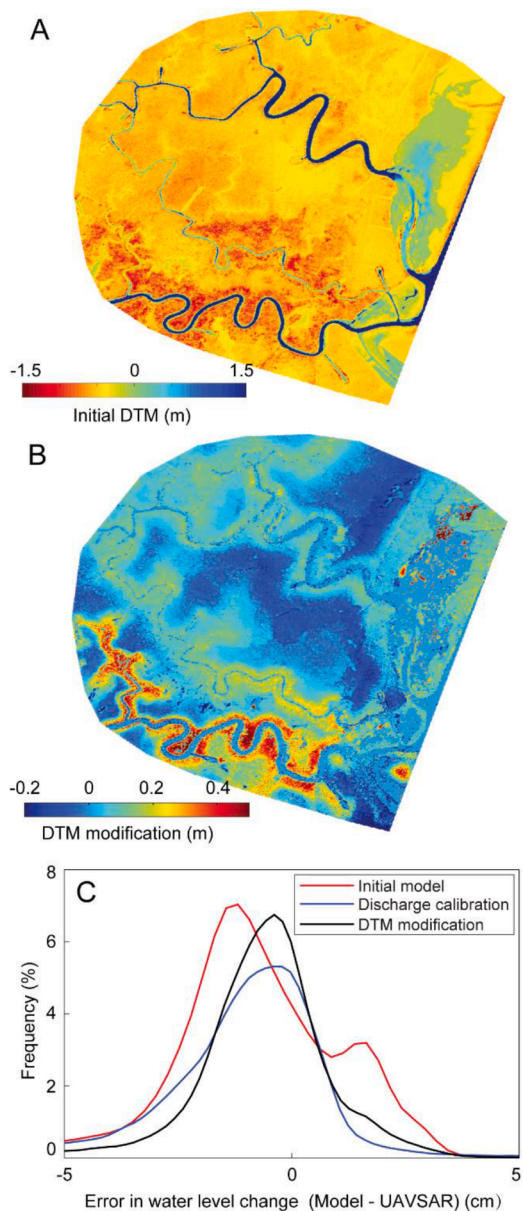 A
-1.5 0 1.5
Initial DTM (m)
B
-0.2 0 0.2 0.4
DTM modification (m)
C
Initial model
Discharge calibration
DTM modification
8
6
4
2
0
Frequency (%)
-5 0 5
Error in water level change (Model - UAVSAR) (cm)